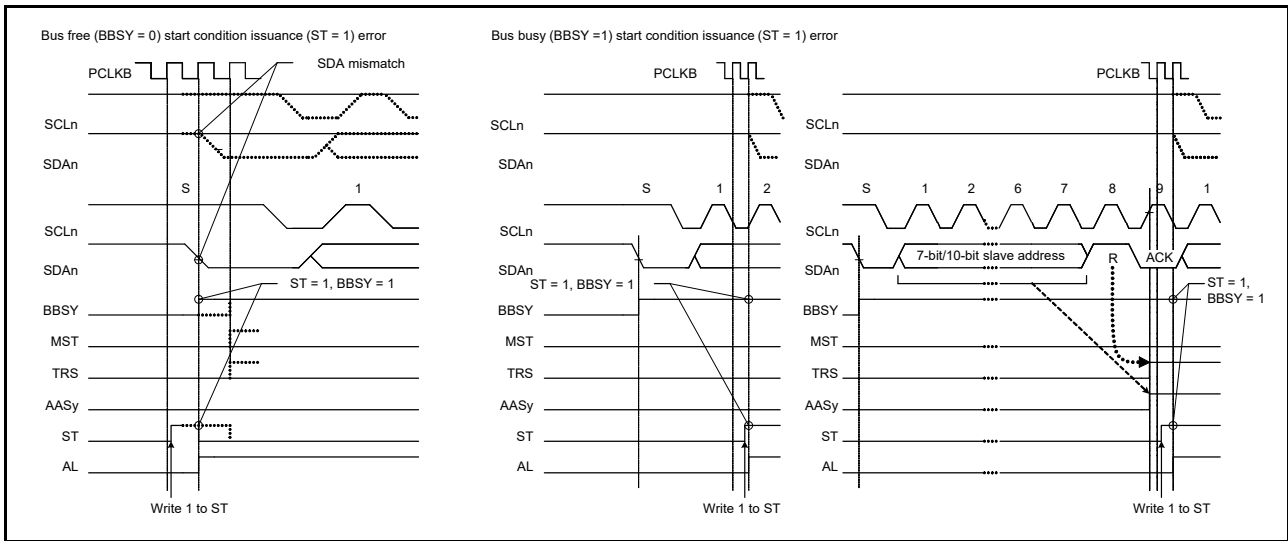 Bus free (BBSY = 0) start condition issuance (ST = 1) error
PCLKB
SDA mismatch
SCLn
SDAn
S 1
SCLn
SDAn
ST = 1, BBSY = 1
BBSY
MST
TRS
AASy
ST
AL
Write 1 to ST
Bus busy (BBSY =1) start condition issuance (ST = 1) error
PCLKB
SCLn
SDAn
S 1 2
SCLn
SDAn
ST = 1, BBSY = 1
BBSY
MST
TRS
AASy
ST
AL
Write 1 to ST
PCLKB
SCLn
SDAn
S 1 2 6 7 8 9 1
SCLn
SDAn
7-bit/10-bit slave address R ACK
ST = 1,
BBSY = 1
BBSY
MST
TRS
AASy
ST
AL
Write 1 to ST